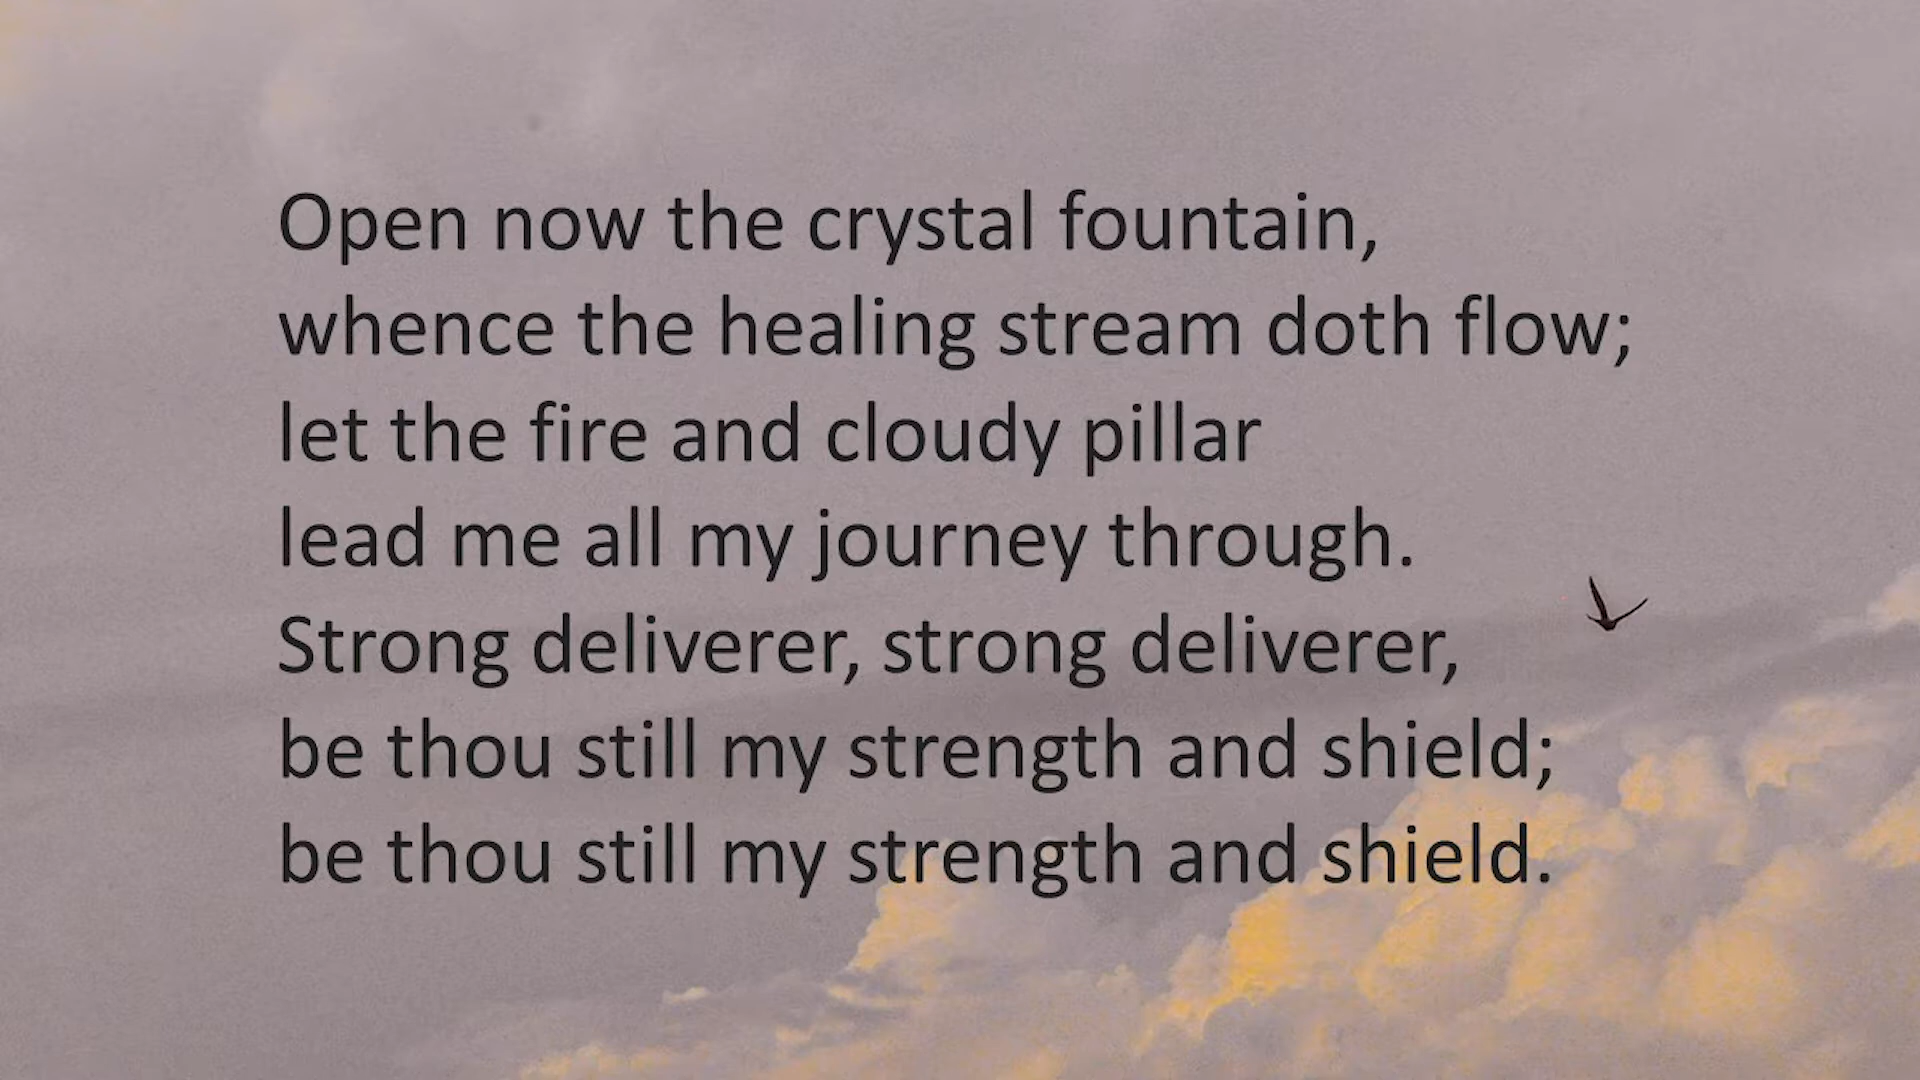 Open now the crystal fountain,
whence the healing stream doth flow;
let the fire and cloudy pillar
lead me all my journey through.
Strong deliverer, strong deliverer,
be thou still my strength and shield;
be thou still my strength and shield.